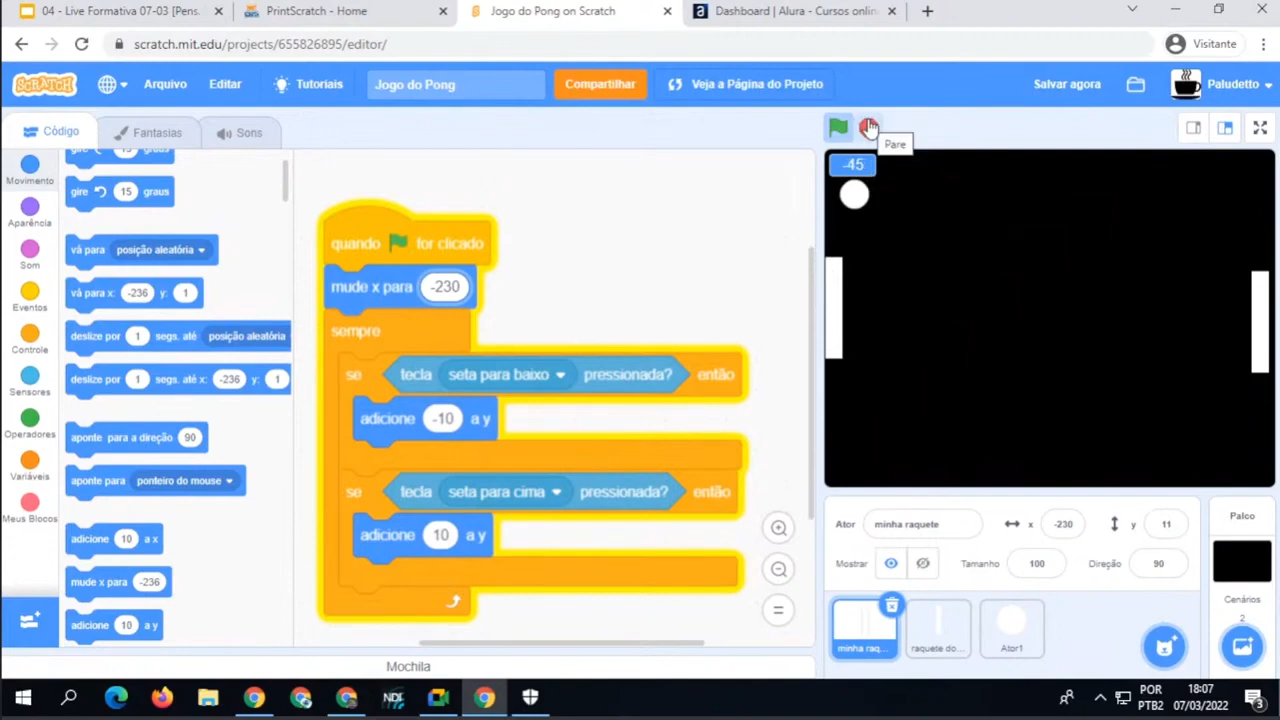 04 - Live Formativa 07-03 [Pens.
PrintScratch - Home
Jogo do Pong on Scratch
Dashboard | Alura - Cursos onlin
scratch.mit.edu/projects/655826895/editor/
Visitante
SCRATCH
Arquivo
Editar
Tutoriais
Jogo do Pong
Compartilhar
Veja a Página do Projeto
Salvar agora
Paludetto
Código
Fantasias
Sons
Pare
-45
Movimento
Aparência
Som
Eventos
Controle
Sensores
Operadores
Variáveis
Meus Blocos
gire 15 graus
gire 15 graus
vá para posição aleatória
vá para x: -236 y: 1
deslize por 1 segs. até posição aleatória
deslize por 1 segs. até x: -236 y: 1
aponte para a direção 90
aponte para ponteiro do mouse
adicione 10 a x
mude x para -236
adicione 10 a y
quando for clicado
mude x para -230
sempre
se tecla seta para baixo pressionada? então
adicione -10 a y
se tecla seta para cima pressionada? então
adicione 10 a y
Mochila
Ator minha raquete x -230 y 11
Mostrar Tamanho 100 Direção 90
minha raq...
raquete do...
Ator1
Palco
Cenários
2
NDI
POR
PTB2
18:07
07/03/2022
3